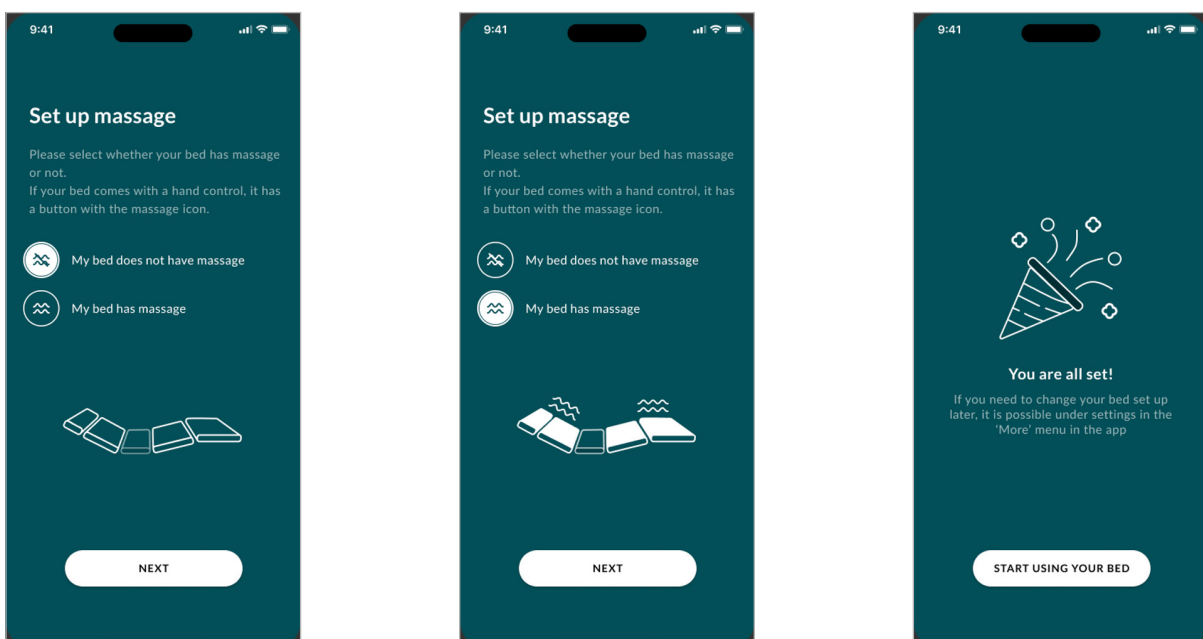 9:41
Set up massage
Please select whether your bed has massage
or not.
If your bed comes with a hand control, it has
a button with the massage icon.
My bed does not have massage
My bed has massage
NEXT
9:41
Set up massage
Please select whether your bed has massage
or not.
If your bed comes with a hand control, it has
a button with the massage icon.
My bed does not have massage
My bed has massage
NEXT
9:41
You are all set!
If you need to change your bed set up
later, it is possible under settings in the
'More' menu in the app
START USING YOUR BED